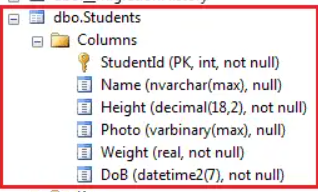 dbo.Students
Columns
StudentId (PK, int, not null)
Name (nvarchar(max), null)
Height (decimal(18,2), not null)
Photo (varbinary(max), null)
Weight (real, not null)
DoB (datetime2(7), not null)